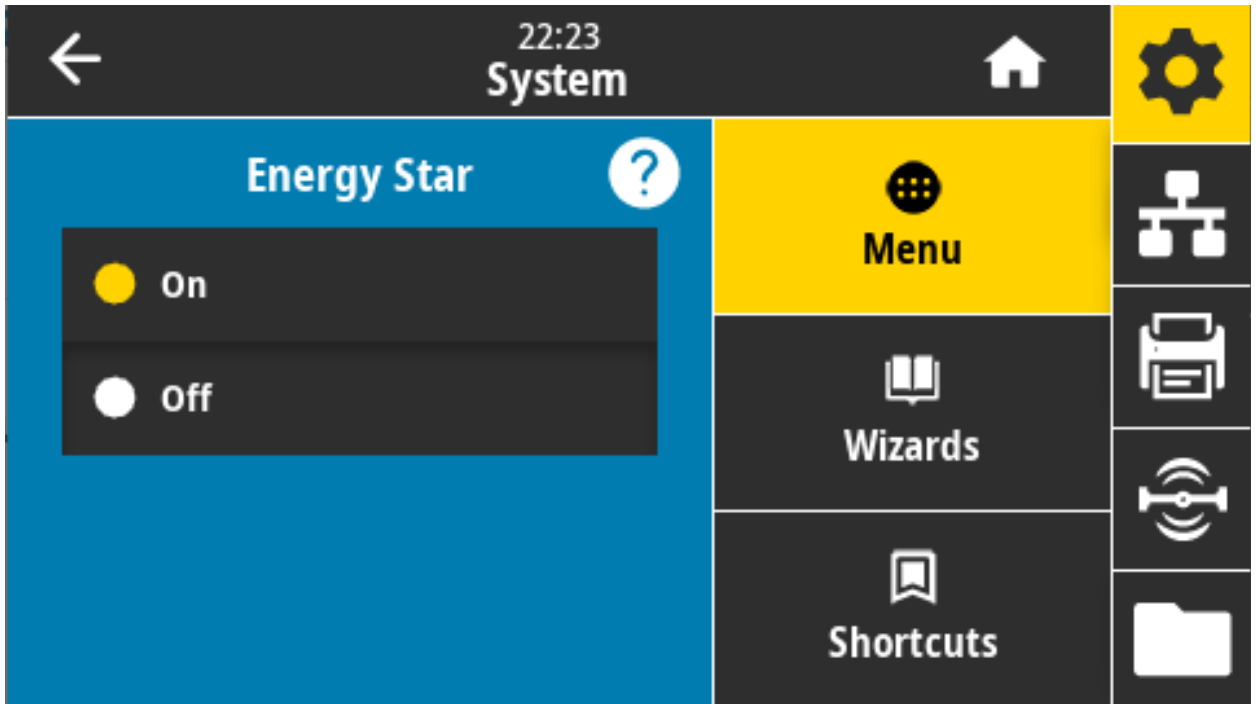 22:23
System
Energy Star
?
On
Off
Menu
Wizards
Shortcuts